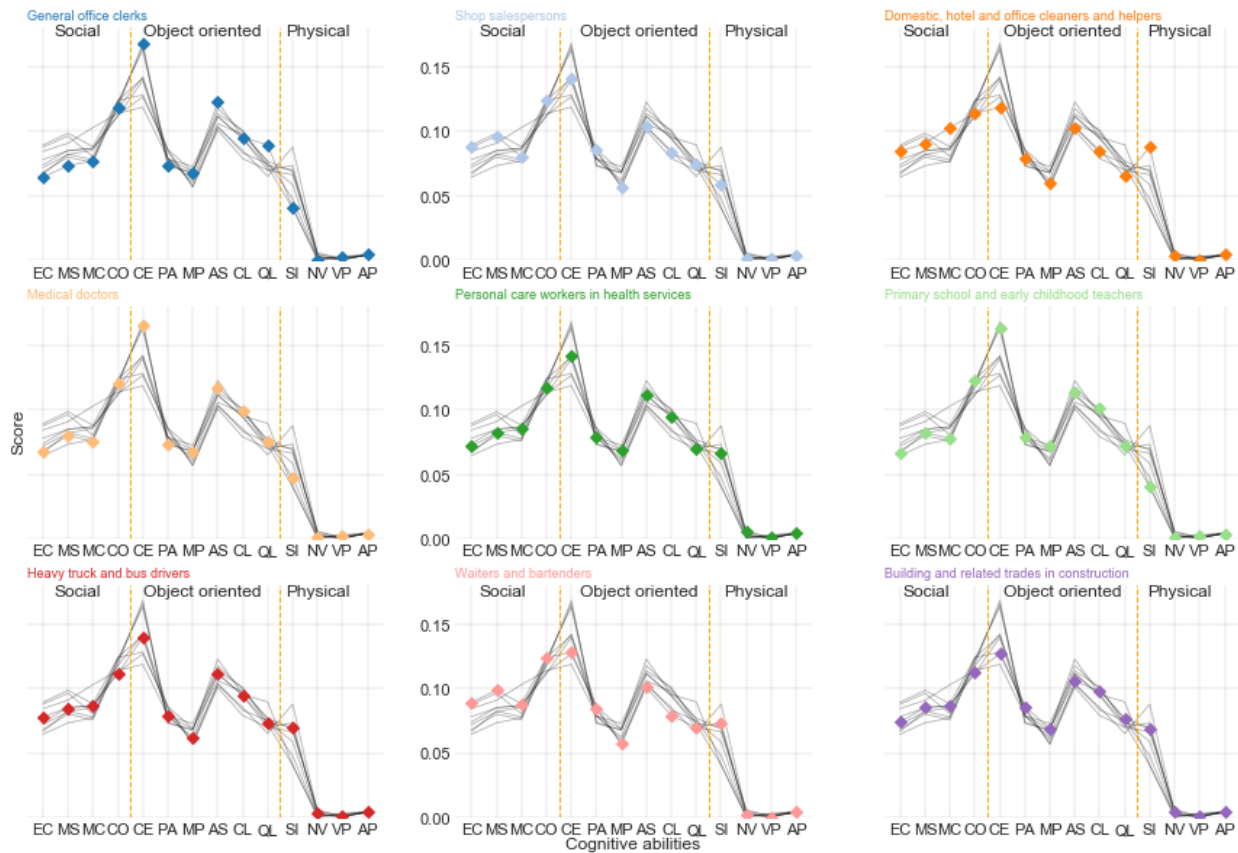 General office clerks
Shop salespersons
Domestic, hotel and office cleaners and helpers
Social Object oriented Physical
0.15
Social Object oriented Physical
Social Object oriented Physical
0.10
0.05
0.00
EC MS MC CO CE PA MP AS CL QL SI NV VP AP
EC MS MC CO CE PA MP AS CL QL SI NV VP AP
EC MS MC CO CE PA MP AS CL QL SI NV VP AP
Medical doctors
Personal care workers in health services
Primary school and early childhood teachers
Score
0.15
0.10
0.05
0.00
EC MS MC CO CE PA MP AS CL QL SI NV VP AP
EC MS MC CO CE PA MP AS CL QL SI NV VP AP
EC MS MC CO CE PA MP AS CL QL SI NV VP AP
Heavy truck and bus drivers
Waiters and bartenders
Building and related trades in construction
Social Object oriented Physical
Social Object oriented Physical
Social Object oriented Physical
0.15
0.10
0.05
0.00
EC MS MC CO CE PA MP AS CL QL SI NV VP AP
EC MS MC CO CE PA MP AS CL QL SI NV VP AP
EC MS MC CO CE PA MP AS CL QL SI NV VP AP
Cognitive abilities